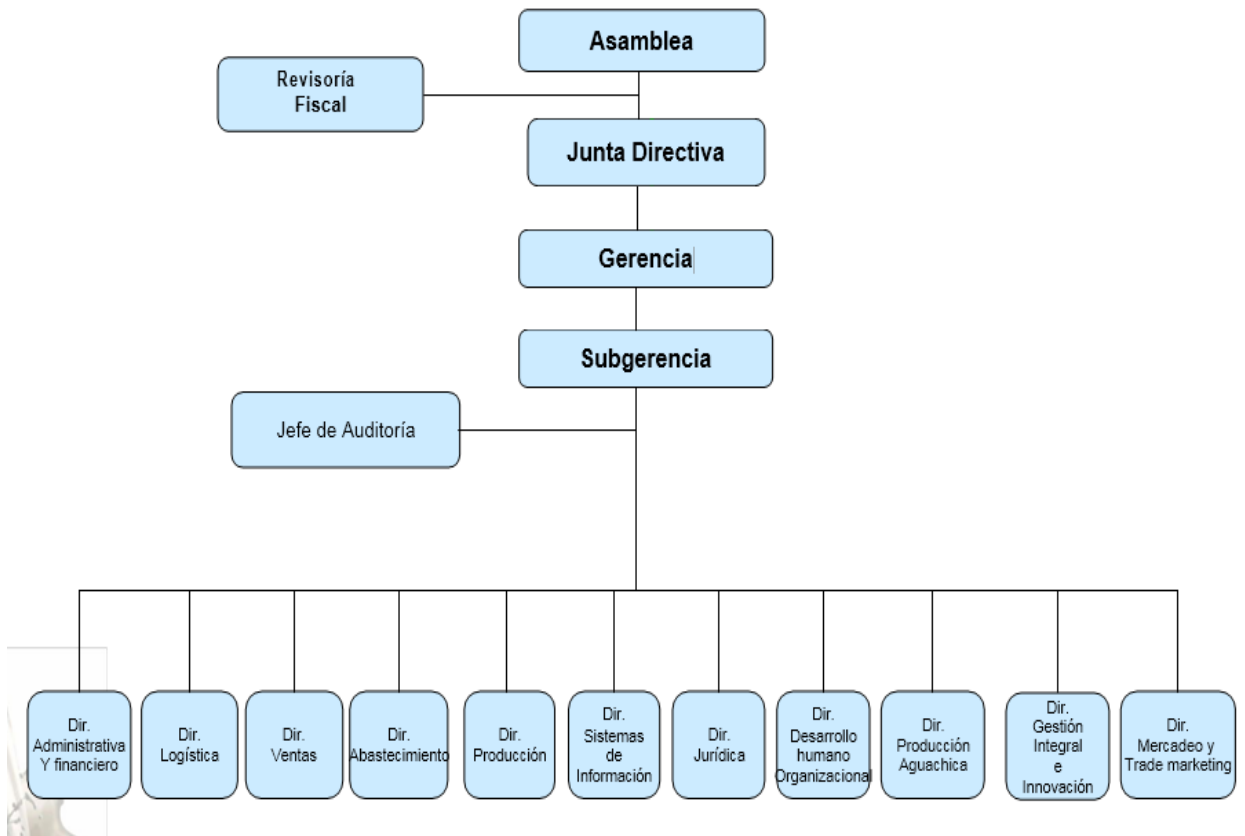 Asamblea
Revisoría
Fiscal
Junta Directiva
Gerencia
Subgerencia
Jefe de Auditoría
Dir.
Administrativa
Y financiero
Dir.
Logística
Dir.
Ventas
Dir.
Abastecimiento
Dir.
Producción
Dir.
Sistemas
de
Información
Dir.
Jurídica
Dir.
Desarrollo
humano
Organizacional
Dir.
Producción
Aguachica
Dir.
Gestión
Integral
e
Innovación
Dir.
Mercadeo y
Trade marketing